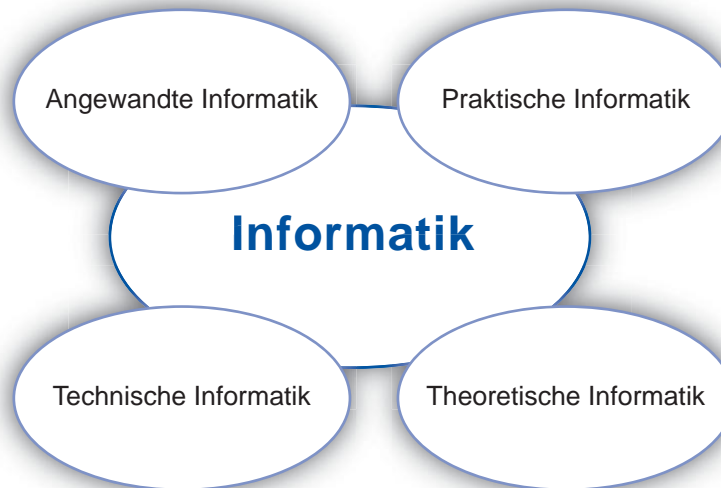 Angewandte Informatik
Praktische Informatik
Informatik
Technische Informatik
Theoretische Informatik